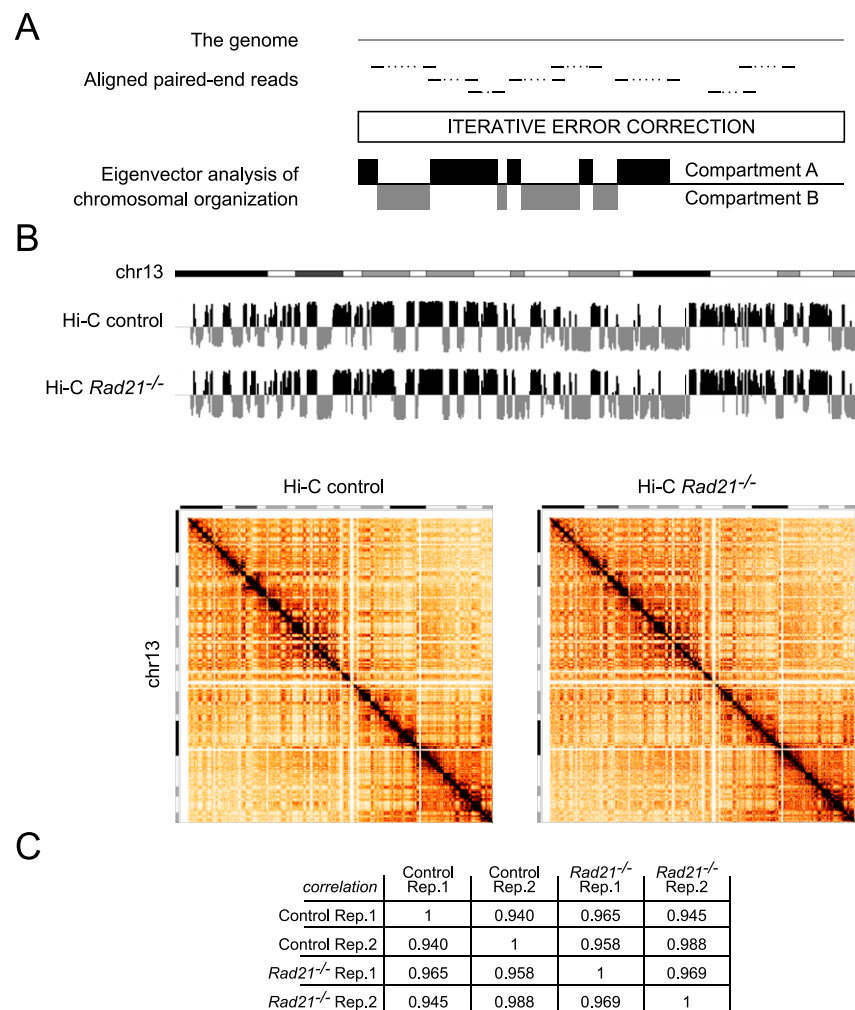 A
The genome
Aligned paired-end reads
ITERATIVE ERROR CORRECTION
Eigenvector analysis of
chromosomal organization
Compartment A
Compartment B
B
chr13
Hi-C control
Hi-C Rad21-/-
Hi-C control
Hi-C Rad21-/-
chr13
C
correlation Control Rep.1 Control Rep.2 Rad21-/- Rep.1 Rad21-/- Rep.2
Control Rep.1 1 0.940 0.965 0.945
Control Rep.2 0.940 1 0.958 0.988
Rad21-/- Rep.1 0.965 0.958 1 0.969
Rad21-/- Rep.2 0.945 0.988 0.969 1